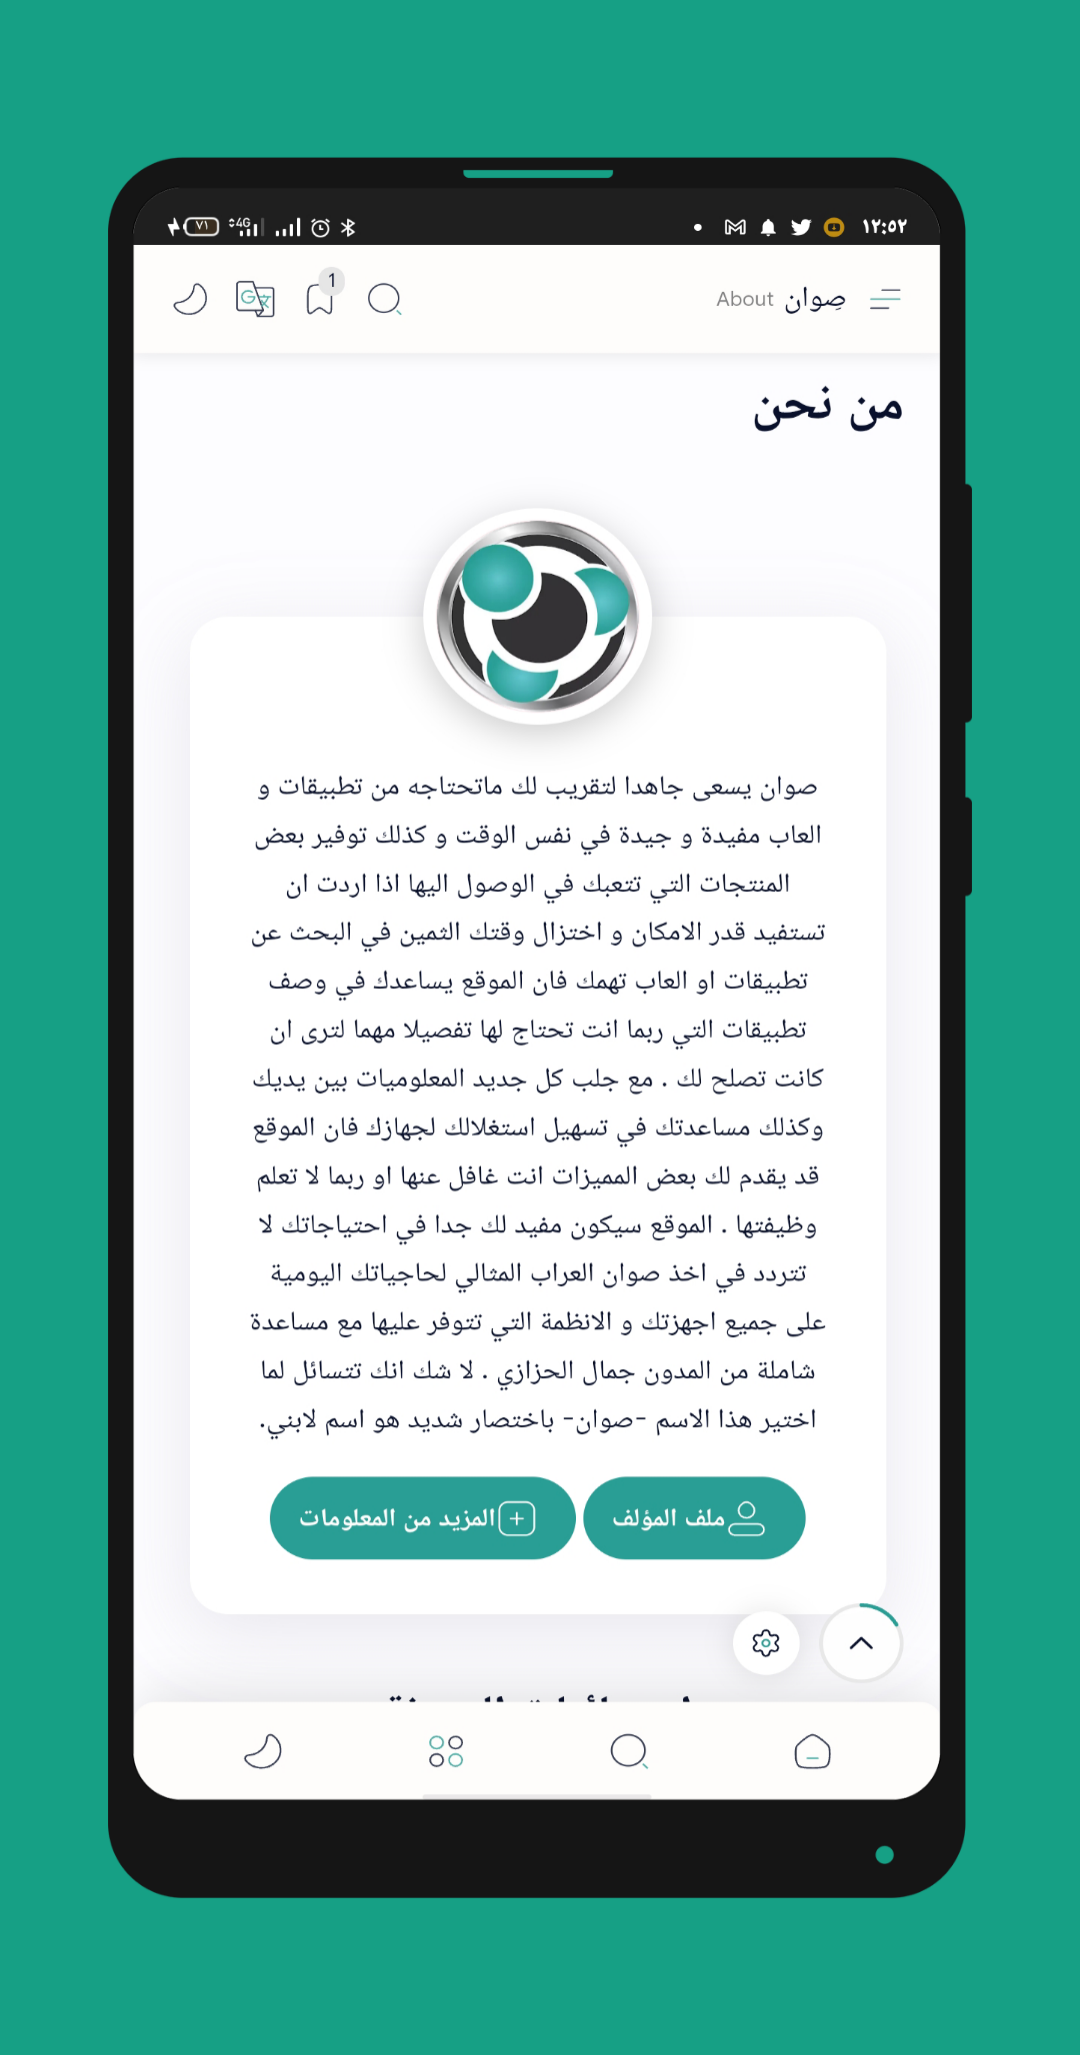 ١٢:٥٢
4G
٧١
صِوان About
1
G
من نحن
صوان يسعى جاهدا لتقريب لك ماتحتاجه من تطبيقات و
العاب مفيدة و جيدة في نفس الوقت و كذلك توفير بعض
المنتجات التي تتعبك في الوصول اليها اذا اردت ان
تستفيد قدر الامكان و اختزال وقتك الثمين في البحث عن
تطبيقات او العاب تهمك فان الموقع يساعدك في وصف
تطبيقات التي ربما انت تحتاج لها تفصيلا مهما لترى ان
كانت تصلح لك . مع جلب كل جديد المعلوميات بين يديك
وكذلك مساعدتك في تسهيل استغلالك لجهازك فان الموقع
قد يقدم لك بعض المميزات انت غافل عنها او ربما لا تعلم
وظيفتها . الموقع سيكون مفيد لك جدا في احتياجاتك لا
تتردد في اخذ صوان العراب المثالي لحاجياتك اليومية
على جميع اجهزتك و الانظمة التي تتوفر عليها مع مساعدة
شاملة من المدون جمال الحزازي . لا شك انك تتسائل لما
اختير هذا الاسم -صوان- باختصار شديد هو اسم لابني.
ملف المؤلف
المزيد من المعلومات